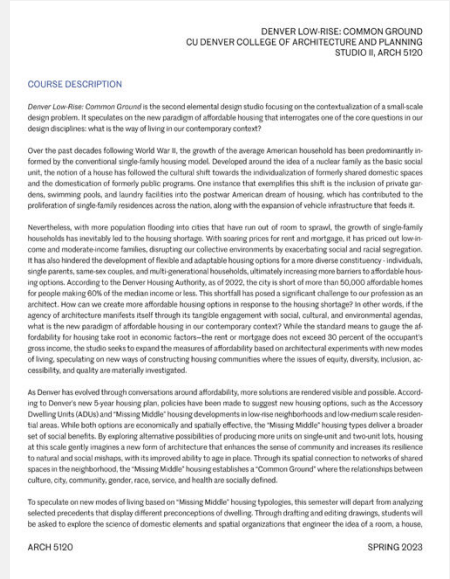 DENVER LOW-RISE: COMMON GROUND
CU DENVER COLLEGE OF ARCHITECTURE AND PLANNING
STUDIO II, ARCH 5120
COURSE DESCRIPTION
Denver Low-Rise: Common Ground is the second elemental design studio focusing on the contextualization of a small-scale
design problem. It speculates on the new paradigm of affordable housing that interrogates one of the core questions in our
design disciplines: what is the way of living in our contemporary context?
Over the past decades following World War II, the growth of the average American household has been predominantly in-
formed by the conventional single-family housing model. Developed around the idea of a nuclear family as the basic social
unit, the notion of a house has followed the cultural shift towards the individualization of formerly shared domestic spaces
and the domestication of formerly public programs. One instance that exemplifies this shift is the inclusion of private gar-
dens, swimming pools, and laundry facilities into the postwar American dream of housing, which has contributed to the
proliferation of single-family residences across the nation, along with the expansion of vehicle infrastructure that feeds it.
Nevertheless, with more population flooding into cities that have run out of room to sprawl, the growth of single-family
households has inevitably led to the housing shortage. With soaring prices for rent and mortgage, it has priced out low-in-
come and moderate-income families, disrupting our collective environments by exacerbating social and racial segregation.
It has also hindered the development of flexible and adaptable housing options for a more diverse constituency - individuals,
single parents, same-sex couples, and multi-generational households, ultimately increasing more barriers to affordable hous-
ing options. According to the Denver Housing Authority, as of 2022, the city is short of more than 50,000 affordable homes
for people making 60% of the median income or less. This shortfall has posed a significant challenge to our profession as an
architect. How can we create more affordable housing options in response to the housing shortage? In other words, if the
agency of architecture manifests itself through its tangible engagement with social, cultural, and environmental agendas,
what is the new paradigm of affordable housing in our contemporary context? While the standard means to gauge the af-
fordability for housing take root in economic factors—the rent or mortgage does not exceed 30 percent of the occupant's
gross income, the studio seeks to expand the measures of affordability based on architectural experiments with new modes
of living, speculating on new ways of constructing housing communities where the issues of equity, diversity, inclusion, ac-
cessibility, and quality are materially investigated.
As Denver has evolved through conversations around affordability, more solutions are rendered visible and possible. Accord-
ing to Denver's new 5-year housing plan, policies have been made to suggest new housing options, such as the Accessory
Dwelling Units (ADUs) and "Missing Middle" housing developments in low-rise neighborhoods and low-medium scale residen-
tial areas. While both options are economically and spatially effective, the "Missing Middle" housing types deliver a broader
set of social benefits. By exploring alternative possibilities of producing more units on single-unit and two-unit lots, housing
at this scale gently imagines a new form of architecture that enhances the sense of community and increases its resilience
to natural and social mishaps, with its improved ability to age in place. Through its spatial connection to networks of shared
spaces in the neighborhood, the "Missing Middle" housing establishes a "Common Ground" where the relationships between
culture, city, community, gender, race, service, and health are socially defined.
To speculate on new modes of living based on "Missing Middle" housing typologies, this semester will depart from analyzing
selected precedents that display different preconceptions of dwelling. Through drafting and editing drawings, students will
be asked to explore the science of domestic elements and spatial organizations that engineer the idea of a room, a house,
ARCH 5120
SPRING 2023